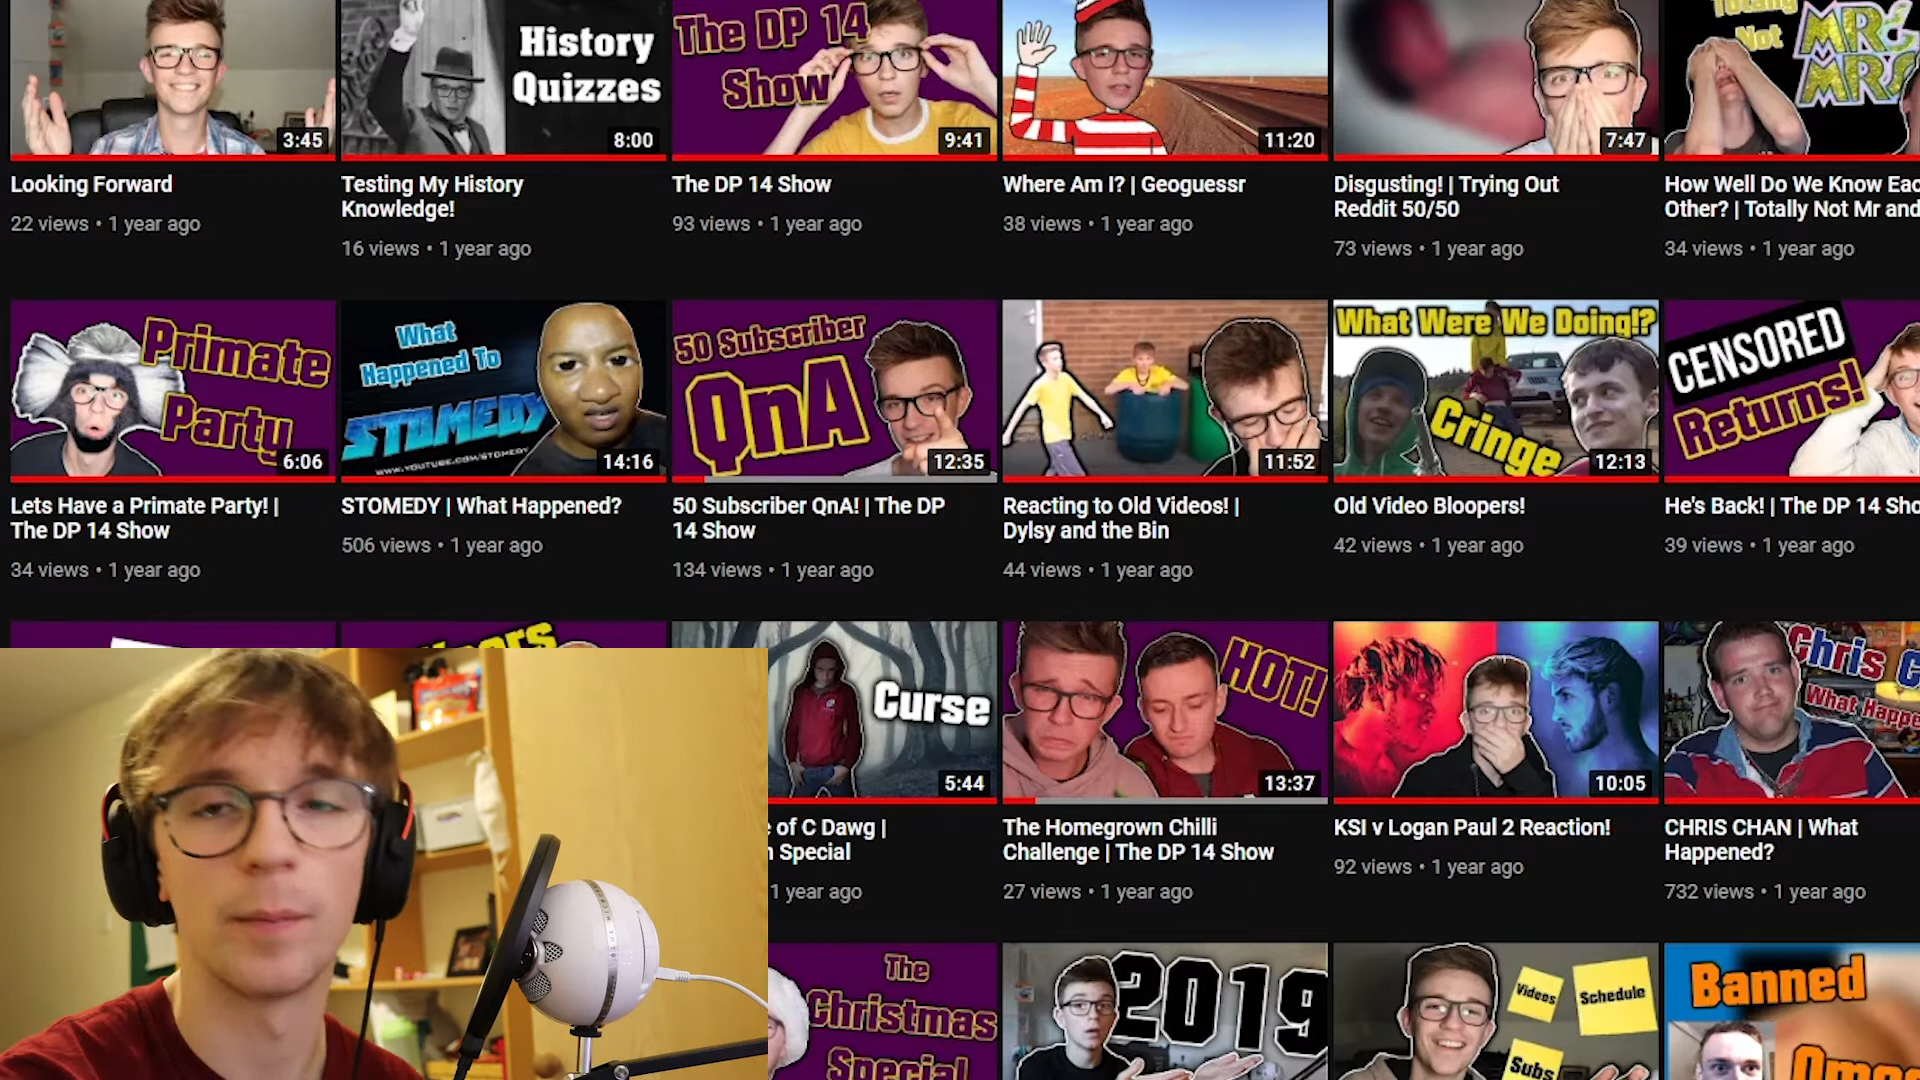 History
Quizzes
The DP 14
Show
Totally
Not
MR &
MRS
3:45
8:00
9:41
11:20
7:47
Looking Forward
22 views • 1 year ago
Testing My History
Knowledge!
16 views • 1 year ago
The DP 14 Show
93 views • 1 year ago
Where Am I? | Geoguessr
38 views • 1 year ago
Disgusting! | Trying Out
Reddit 50/50
73 views • 1 year ago
How Well Do We Know Eac
Other? | Totally Not Mr and
34 views • 1 year ago
Primate
Party
6:06
What
Happened To
STOMEDY
WWW.YOUTUBE.COM/STOMEDY
14:16
50 Subscriber
QnA
12:35
11:52
What Were We Doing!?
Cringe
12:13
CENSORED
Returns!
Lets Have a Primate Party! |
The DP 14 Show
34 views • 1 year ago
STOMEDY | What Happened?
506 views • 1 year ago
50 Subscriber QnA! | The DP
14 Show
134 views • 1 year ago
Reacting to Old Videos! |
Dylsy and the Bin
44 views • 1 year ago
Old Video Bloopers!
42 views • 1 year ago
He's Back! | The DP 14 Sho
39 views • 1 year ago
Curse
5:44
HOT!
13:37
10:05
Chris C
What Happe
e of C Dawg |
n Special
1 year ago
The Homegrown Chilli
Challenge | The DP 14 Show
27 views • 1 year ago
KSI v Logan Paul 2 Reaction!
92 views • 1 year ago
CHRIS CHAN | What
Happened?
732 views • 1 year ago
The
Christmas
Special
2019
Videos
Schedule
Subs
Banned
Omeg